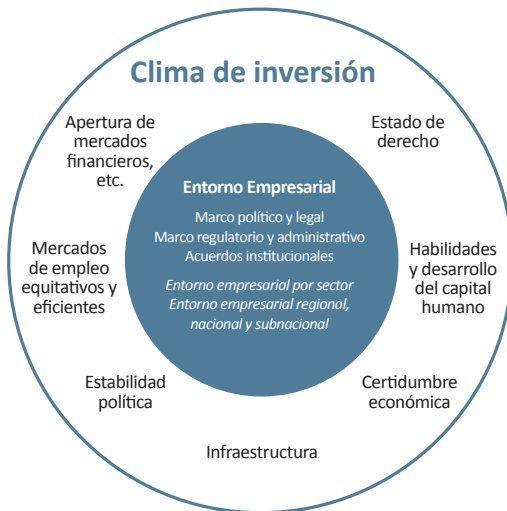 Clima de inversión
Apertura de
mercados
financieros,
etc.
Estado de
derecho
Entorno Empresarial
Marco político y legal
Marco regulatorio y administrativo
Acuerdos institucionales
Entorno empresarial por sector
Entorno empresarial regional,
nacional y subnacional
Mercados
de empleo
equitativos y
eficientes
Habilidades
y desarrollo
del capital
humano
Estabilidad
política
Certidumbre
económica
Infraestructura